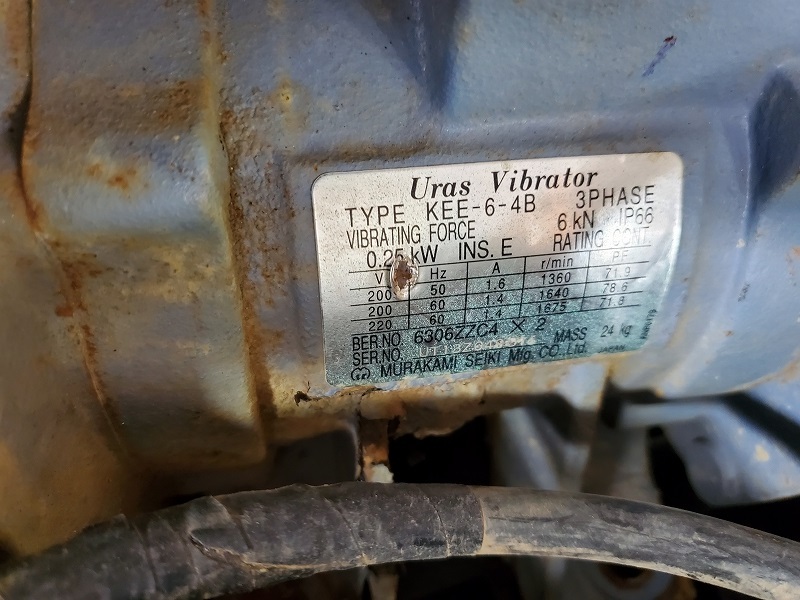 Uras Vibrator
TYPE KEE-6-4B 3PHASE
VIBRATING FORCE 6 kN IP66
0.25 kW INS. E RATING CONT.
V Hz A r/min P.F
200 50 1.6 1360 71.9
200 60 1.4 1640 78.6
220 60 1.4 1675 71.8
BER.NO 6306ZZC4 × 2 MASS 24 kg
SER.NO.
MURAKAMI SEIKI Mfg. CO., Ltd. JAPAN